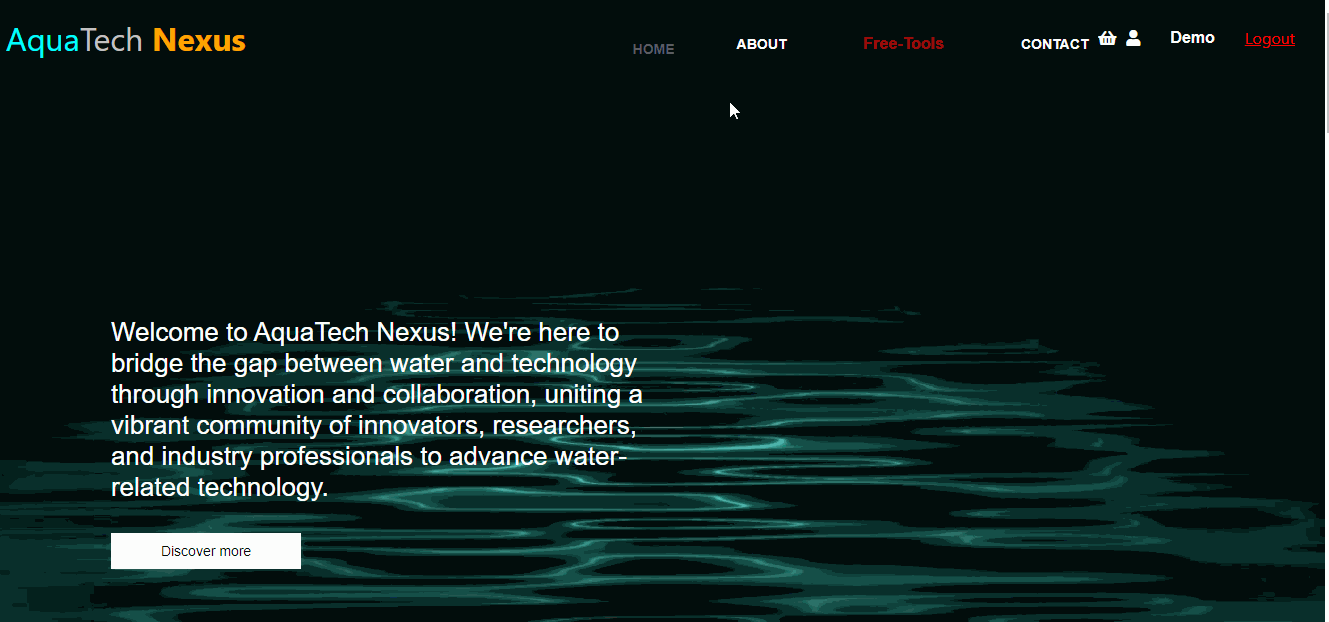 AquaTech Nexus
HOME ABOUT Free-Tools CONTACT Demo Logout
Welcome to AquaTech Nexus! We're here to
bridge the gap between water and technology
through innovation and collaboration, uniting a
vibrant community of innovators, researchers,
and industry professionals to advance water-
related technology.
Discover more